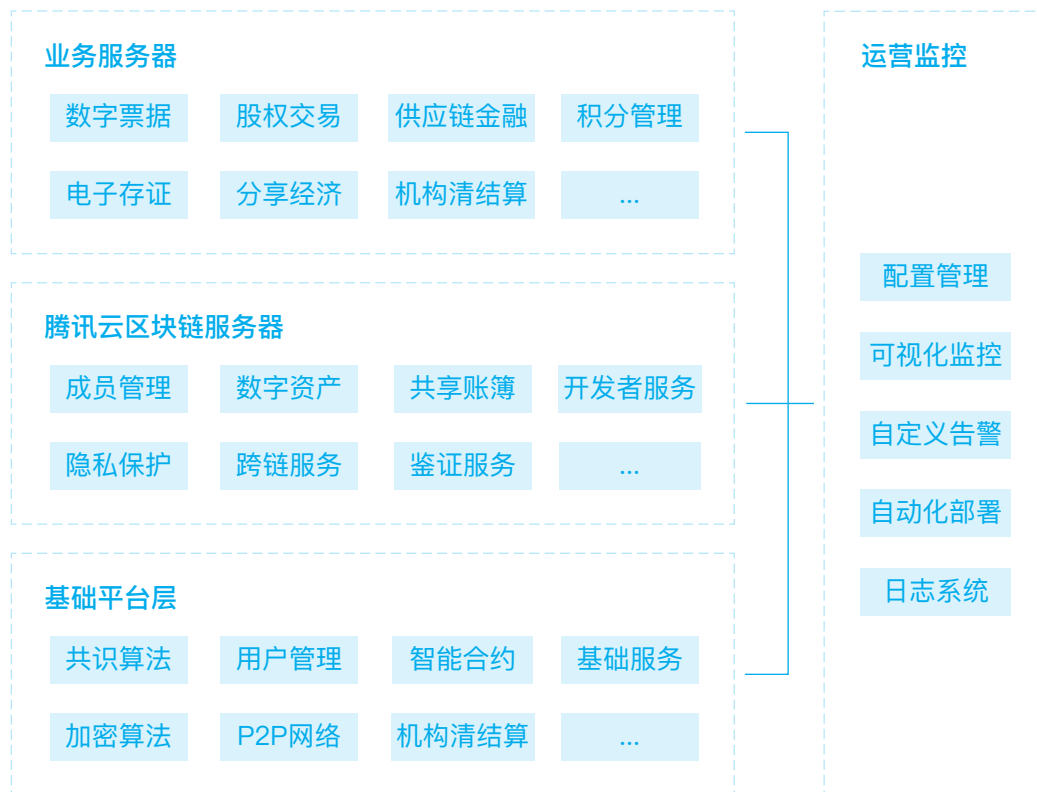 业务服务器
数字票据 股权交易 供应链金融 积分管理
电子存证 分享经济 机构清结算 ...
腾讯云区块链服务器
成员管理 数字资产 共享账簿 开发者服务
隐私保护 跨链服务 鉴证服务 ...
基础平台层
共识算法 用户管理 智能合约 基础服务
加密算法 P2P网络 机构清结算 ...
运营监控
配置管理
可视化监控
自定义告警
自动化部署
日志系统